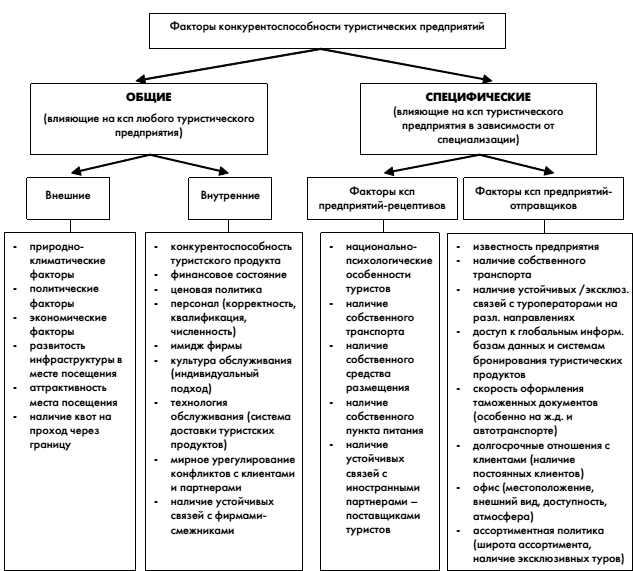 Факторы конкурентоспособности туристических предприятий
ОБЩИЕ
(влияющие на ксп любого туристического
предприятия)
СПЕЦИФИЧЕСКИЕ
(влияющие на ксп туристического
предприятия в зависимости от
специализации)
Внешние
Внутренние
Факторы ксп
предприятий-рецептивов
Факторы ксп предприятий-
отправщиков
- природно-
климатические
факторы
- политические
факторы
- экономические
факторы
- развитость
инфраструктуры в
месте посещения
- аттрактивность
места посещения
- наличие квот на
проход через
границу
- конкурентоспособность
туристского продукта
- финансовое состояние
- ценовая политика
- персонал (корректность,
квалификация,
численность)
- имидж фирмы
- культура обслуживания
(индивидуальный
подход)
- технология
обслуживания (система
доставки туристских
продуктов)
- мирное урегулирование
конфликтов с клиентами
и партнерами
- наличие устойчивых
связей с фирмами-
смежниками
- национально-
психологические
особенности
туристов
- наличие
собственного
транспорта
- наличие
собственного
средства
размещения
- наличие
собственного
пункта питания
- наличие
устойчивых
связей с
иностранными
партнерами –
поставщиками
туристов
- известность предприятия
- наличие собственного
транспорта
- наличие устойчивых /эксклюз.
связей с туроператорами на
разл. направлениях
- доступ к глобальным информ.
базам данных и системам
бронирования туристических
продуктов
- скорость оформления
таможенных документов
(особенно на ж.д. и
автотранспорте)
- долгосрочные отношения с
клиентами (наличие
постоянных клиентов)
- офис (местоположение,
внешний вид, доступность,
атмосфера)
- ассортиментная политика
(широта ассортимента,
наличие эксклюзивных туров)